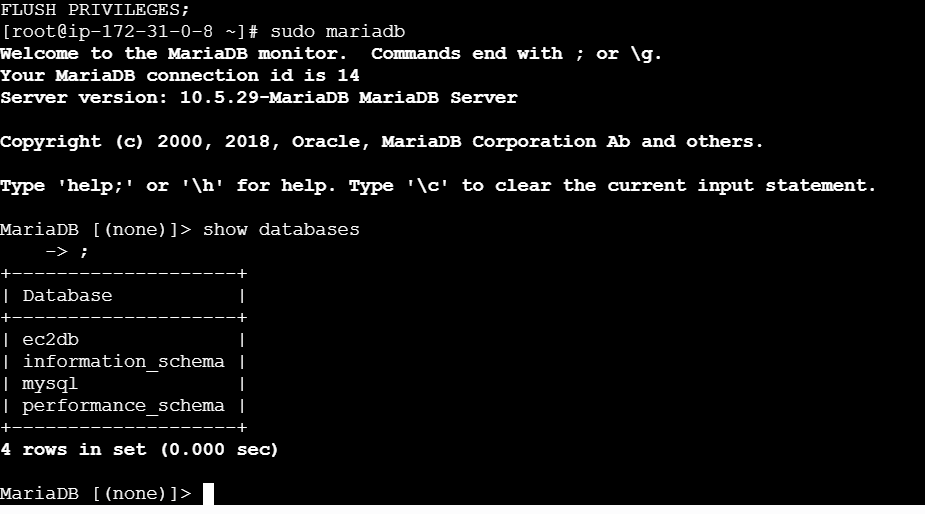 FLUSH PRIVILEGES;
[root@ip-172-31-0-8 ~]# sudo mariadb
Welcome to the MariaDB monitor.  Commands end with ; or \g.
Your MariaDB connection id is 14
Server version: 10.5.29-MariaDB MariaDB Server

Copyright (c) 2000, 2018, Oracle, MariaDB Corporation Ab and others.

Type 'help;' or '\h' for help. Type '\c' to clear the current input statement.

MariaDB [(none)]> show databases
    -> ;
+--------------------+
| Database           |
+--------------------+
| ec2db              |
| information_schema |
| mysql              |
| performance_schema |
+--------------------+
4 rows in set (0.000 sec)

MariaDB [(none)]>